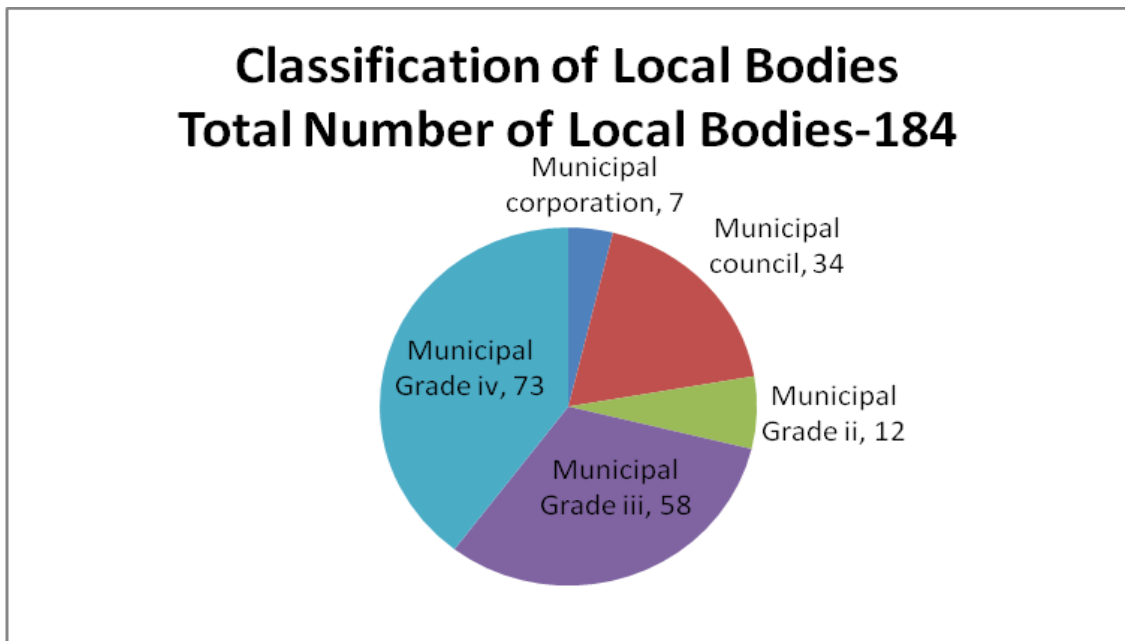 Classification of Local Bodies
Total Number of Local Bodies-184
Municipal
corporation, 7
Municipal
council, 34
Municipal
Grade ii, 12
Municipal
Grade iii, 58
Municipal
Grade iv, 73